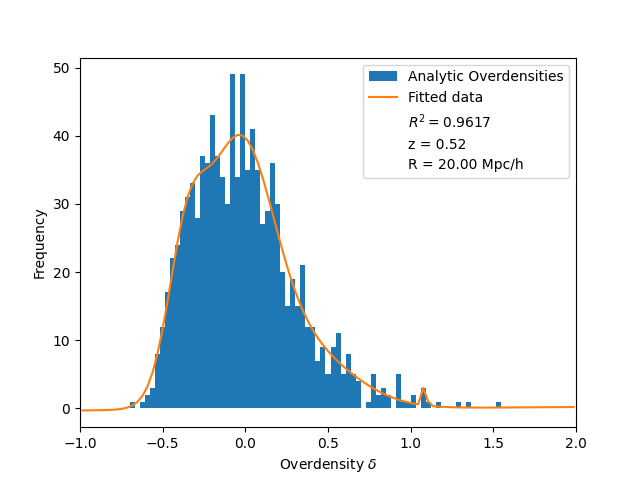 Analytic Overdensities
Fitted data
R² = 0.9617
z = 0.52
R = 20.00 Mpc/h
50
40
30
20
10
0
Frequency
−1.0 −0.5 0.0 0.5 1.0 1.5 2.0
Overdensity δ